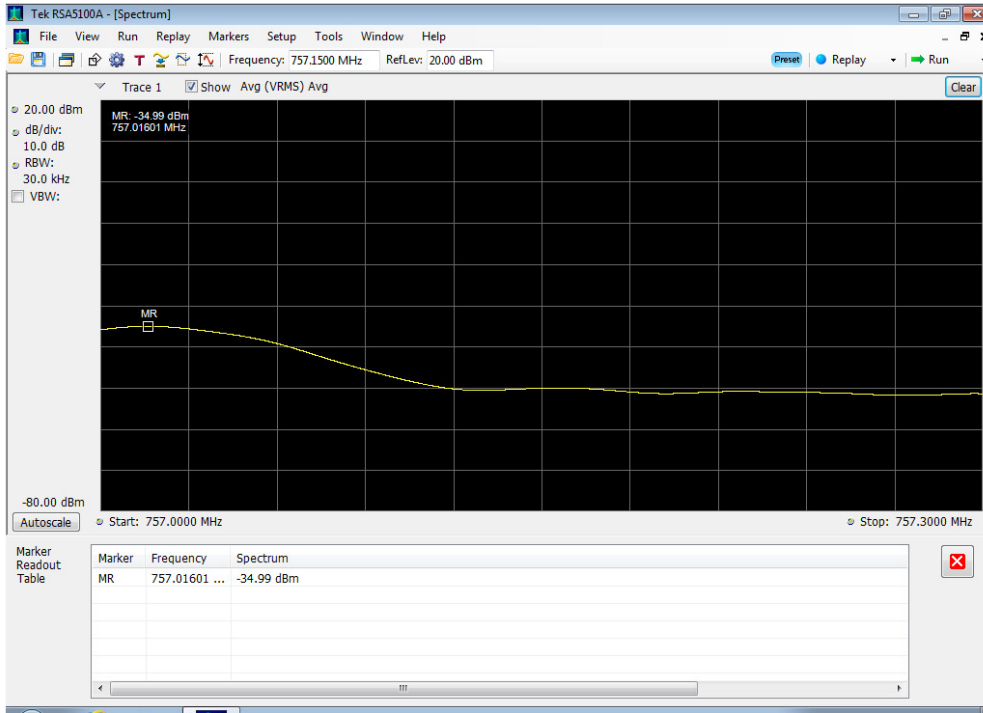 Tek RSA5100A - [Spectrum]
File View Run Replay Markers Setup Tools Window Help
T Frequency: 757.1500 MHz RefLev: 20.00 dBm Preset Replay Run
Trace 1 Show Avg (VRMS) Avg Clear
20.00 dBm
dB/div:
10.0 dB
RBW:
30.0 kHz
VBW:
MR: -34.99 dBm
757.01601 MHz
MR
-80.00 dBm
Autoscale Start: 757.0000 MHz Stop: 757.3000 MHz
Marker
Readout
Table
Marker Frequency Spectrum
MR 757.01601 ... -34.99 dBm